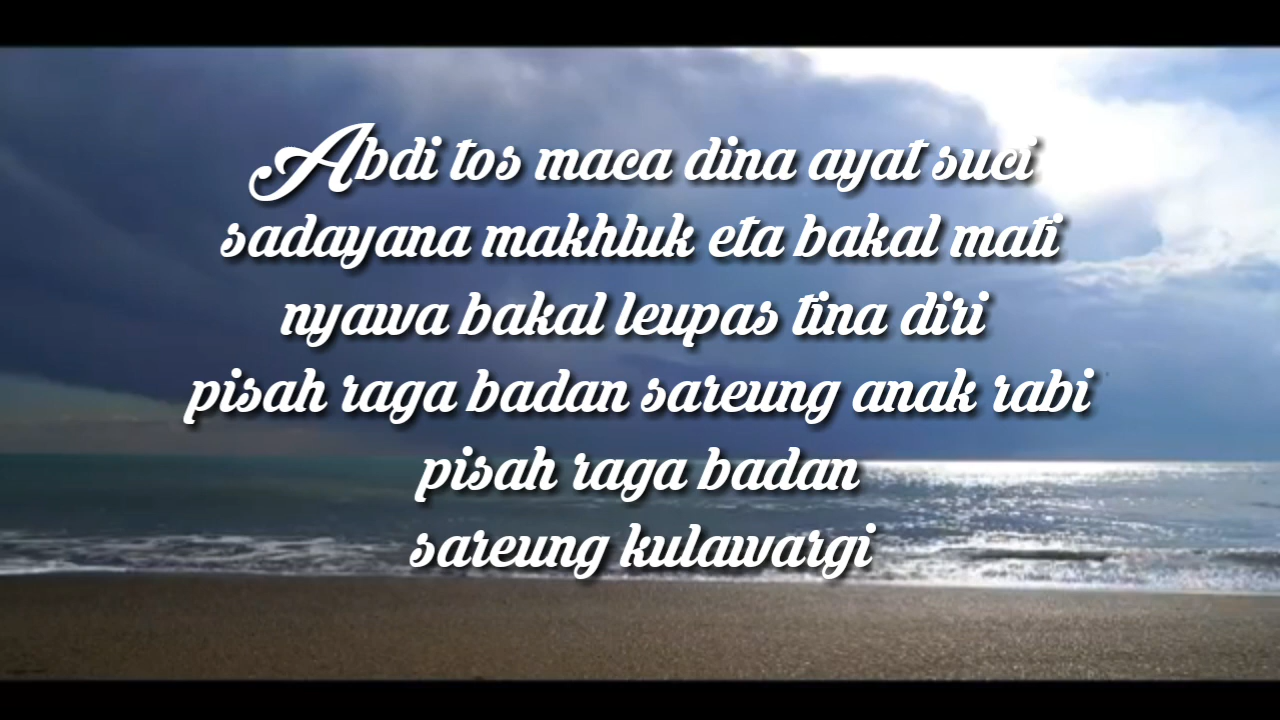 Abdi tos maca dina ayat suci
sadayana makhluk eta bakal mati
nyawa bakal leupas tina diri
pisah raga badan sareung anak rabi
pisah raga badan
sareung kulawargi